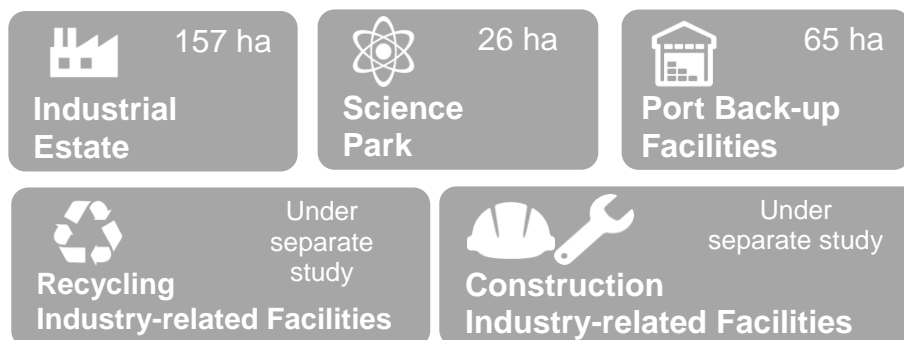 157 ha
Industrial
Estate
26 ha
Science
Park
65 ha
Port Back-up
Facilities
Under
separate
study
Recycling
Industry-related Facilities
Under
separate study
Construction
Industry-related Facilities